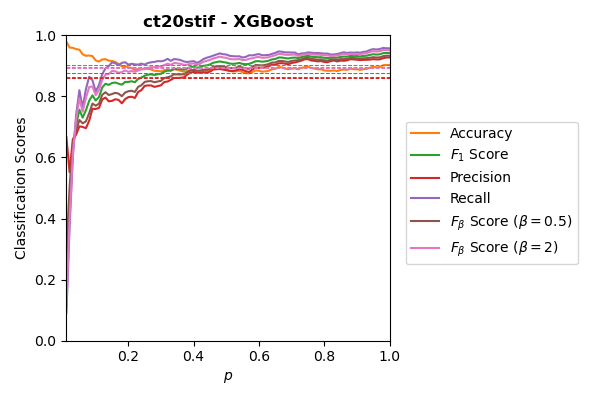 ct20stif - XGBoost
1.0
0.8
0.6
0.4
0.2
0.0
Classification Scores
0.2 0.4 0.6 0.8 1.0
p
Accuracy
F₁ Score
Precision
Recall
Fᵦ Score (β = 0.5)
Fᵦ Score (β = 2)